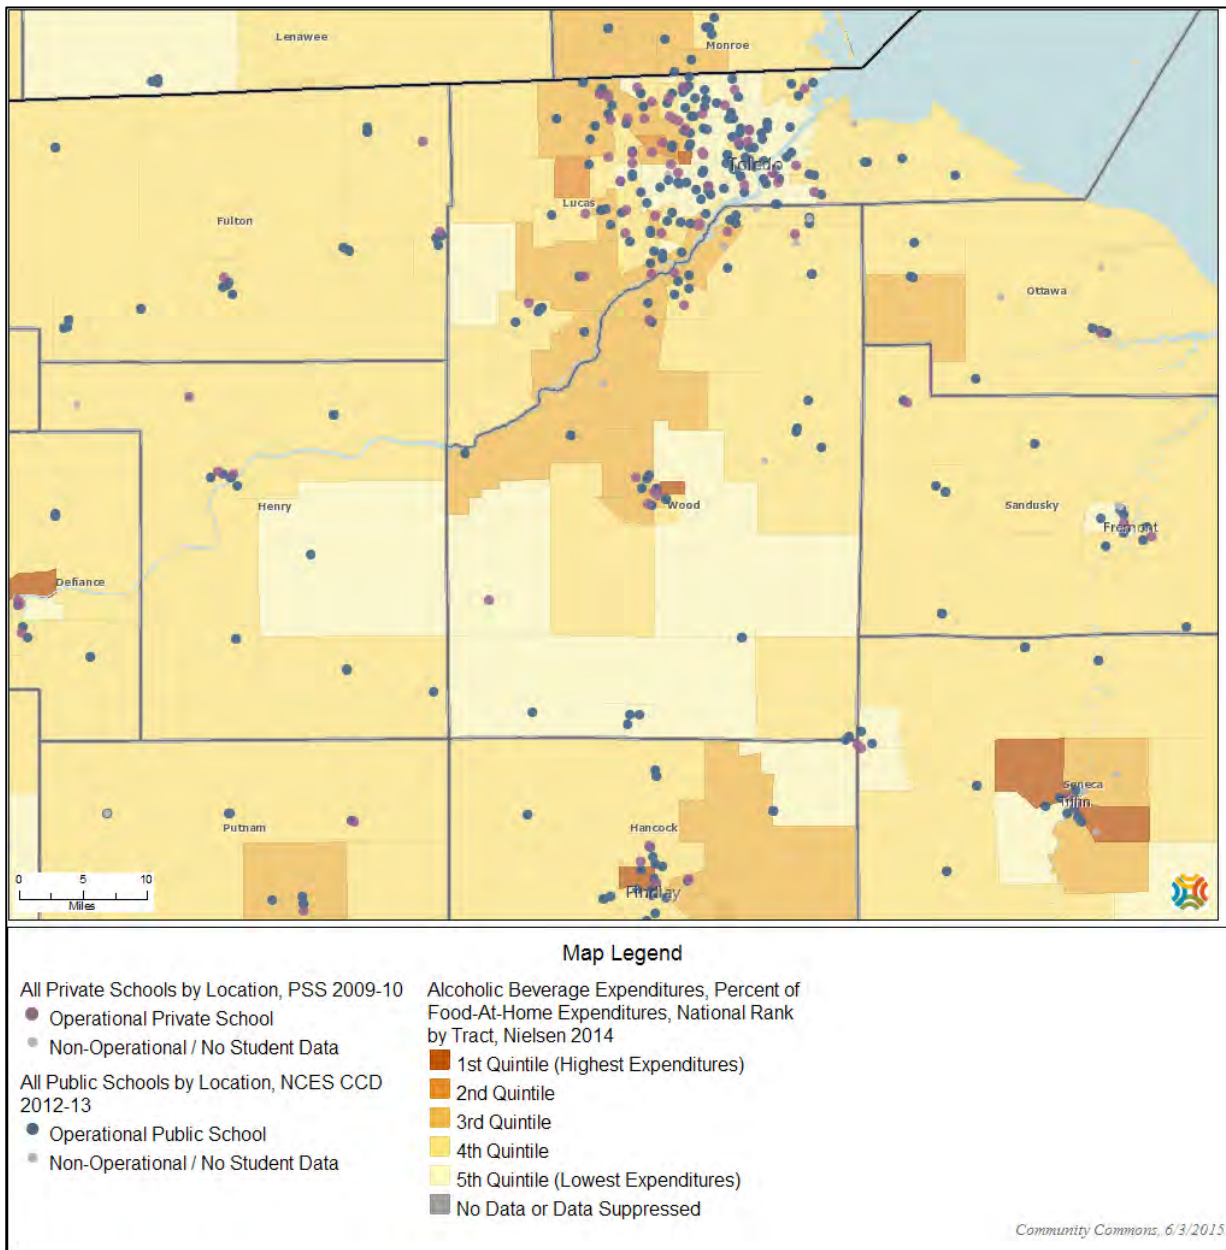 Lenawee
Monroe
Toledo
Lucas
Fulton
Ottawa
Henry
Wood
Sandusky
Fremont
Defiance
Seneca
Tiffin
Putnam
Hancock
Findlay
0 5 10
Miles
Map Legend
All Private Schools by Location, PSS 2009-10
Operational Private School
Non-Operational / No Student Data
All Public Schools by Location, NCES CCD
2012-13
Operational Public School
Non-Operational / No Student Data
Alcoholic Beverage Expenditures, Percent of
Food-At-Home Expenditures, National Rank
by Tract, Nielsen 2014
1st Quintile (Highest Expenditures)
2nd Quintile
3rd Quintile
4th Quintile
5th Quintile (Lowest Expenditures)
No Data or Data Suppressed
Community Commons, 6/3/2015